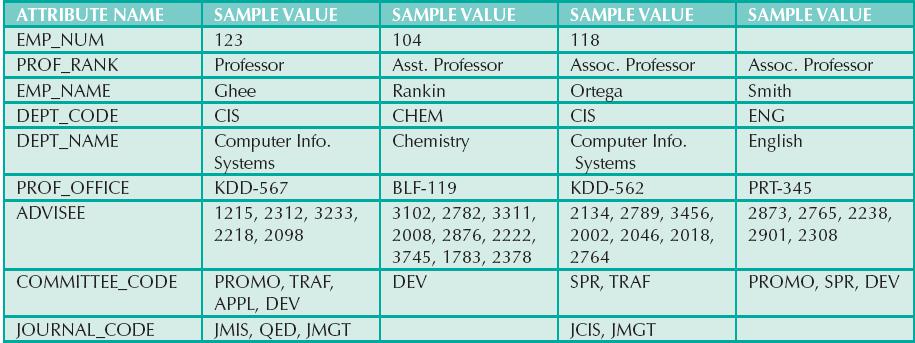 ATTRIBUTE NAME SAMPLE VALUE SAMPLE VALUE SAMPLE VALUE SAMPLE VALUE
EMP_NUM 123 104 118
PROF_RANK Professor Asst. Professor Assoc. Professor Assoc. Professor
EMP_NAME Ghee Rankin Ortega Smith
DEPT_CODE CIS CHEM CIS ENG
DEPT_NAME Computer Info. Chemistry Computer Info. English
Systems Systems
PROF_OFFICE KDD-567 BLF-119 KDD-562 PRT-345
ADVISEE 1215, 2312, 3233, 3102, 2782, 3311, 2134, 2789, 3456, 2873, 2765, 2238,
2218, 2098 2008, 2876, 2222, 2002, 2046, 2018, 2901, 2308
3745, 1783, 2378 2764
COMMITTEE_CODE PROMO, TRAF, DEV SPR, TRAF PROMO, SPR, DEV
APPL, DEV
JOURNAL_CODE JMIS, QED, JMGT JCIS, JMGT